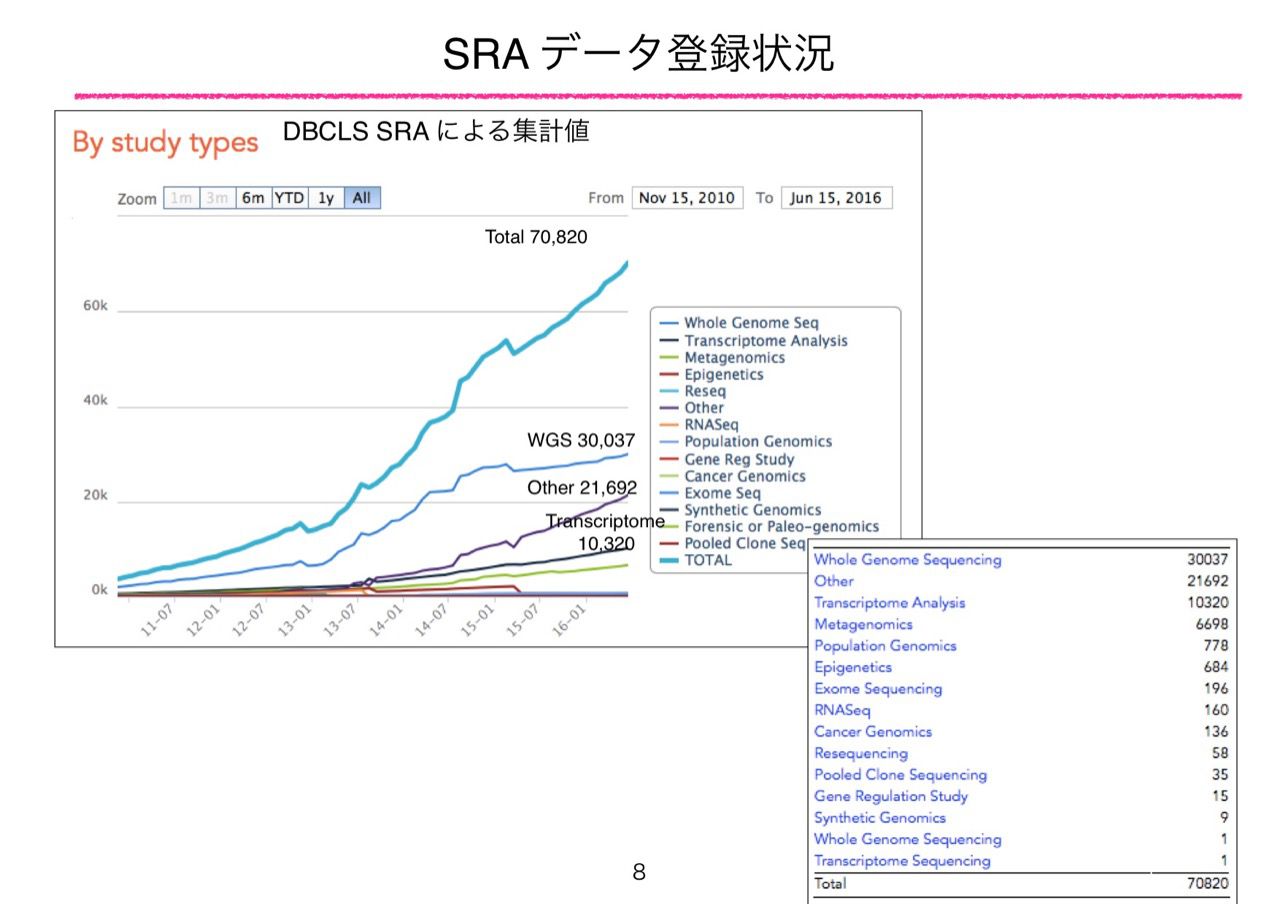 SRA データ登録状況
By study types
DBCLS SRA による集計値
Zoom 1m 3m 6m YTD 1y All
From Nov 15, 2010 To Jun 15, 2016
Total 70,820
60k
40k
20k
0k
WGS 30,037
Other 21,692
Transcriptome
10,320
11-07 12-01 12-07 13-01 13-07 14-01 14-07 15-01 15-07 16-01
Whole Genome Seq
Transcriptome Analysis
Metagenomics
Epigenetics
Reseq
Other
RNASeq
Population Genomics
Gene Reg Study
Cancer Genomics
Exome Seq
Synthetic Genomics
Forensic or Paleo-genomics
Pooled Clone Seq
TOTAL
Whole Genome Sequencing 30037
Other 21692
Transcriptome Analysis 10320
Metagenomics 6698
Population Genomics 778
Epigenetics 684
Exome Sequencing 196
RNASeq 160
Cancer Genomics 136
Resequencing 58
Pooled Clone Sequencing 35
Gene Regulation Study 15
Synthetic Genomics 9
Whole Genome Sequencing 1
Transcriptome Sequencing 1
Total 70820
8